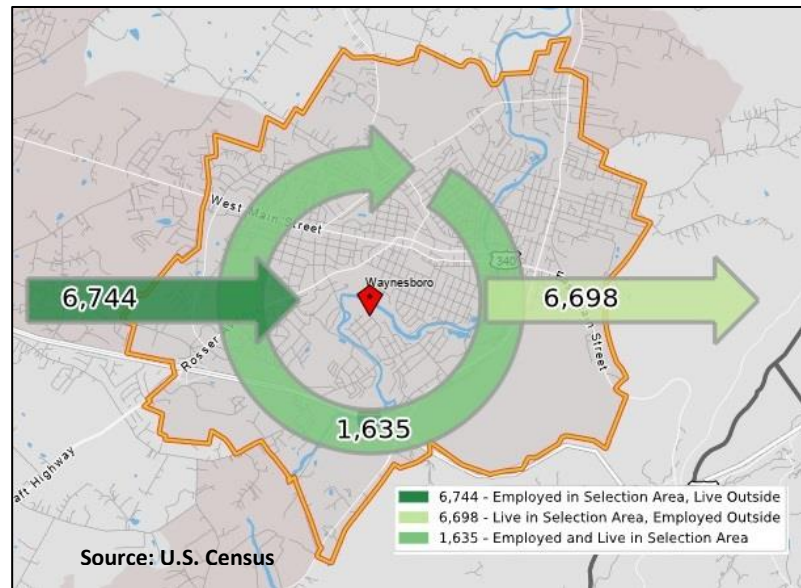 West Main Street
340
Waynesboro
6,744
6,698
Rosser
Street
1,635
aft Highway
6,744 - Employed in Selection Area, Live Outside
6,698 - Live in Selection Area, Employed Outside
1,635 - Employed and Live in Selection Area
Source: U.S. Census